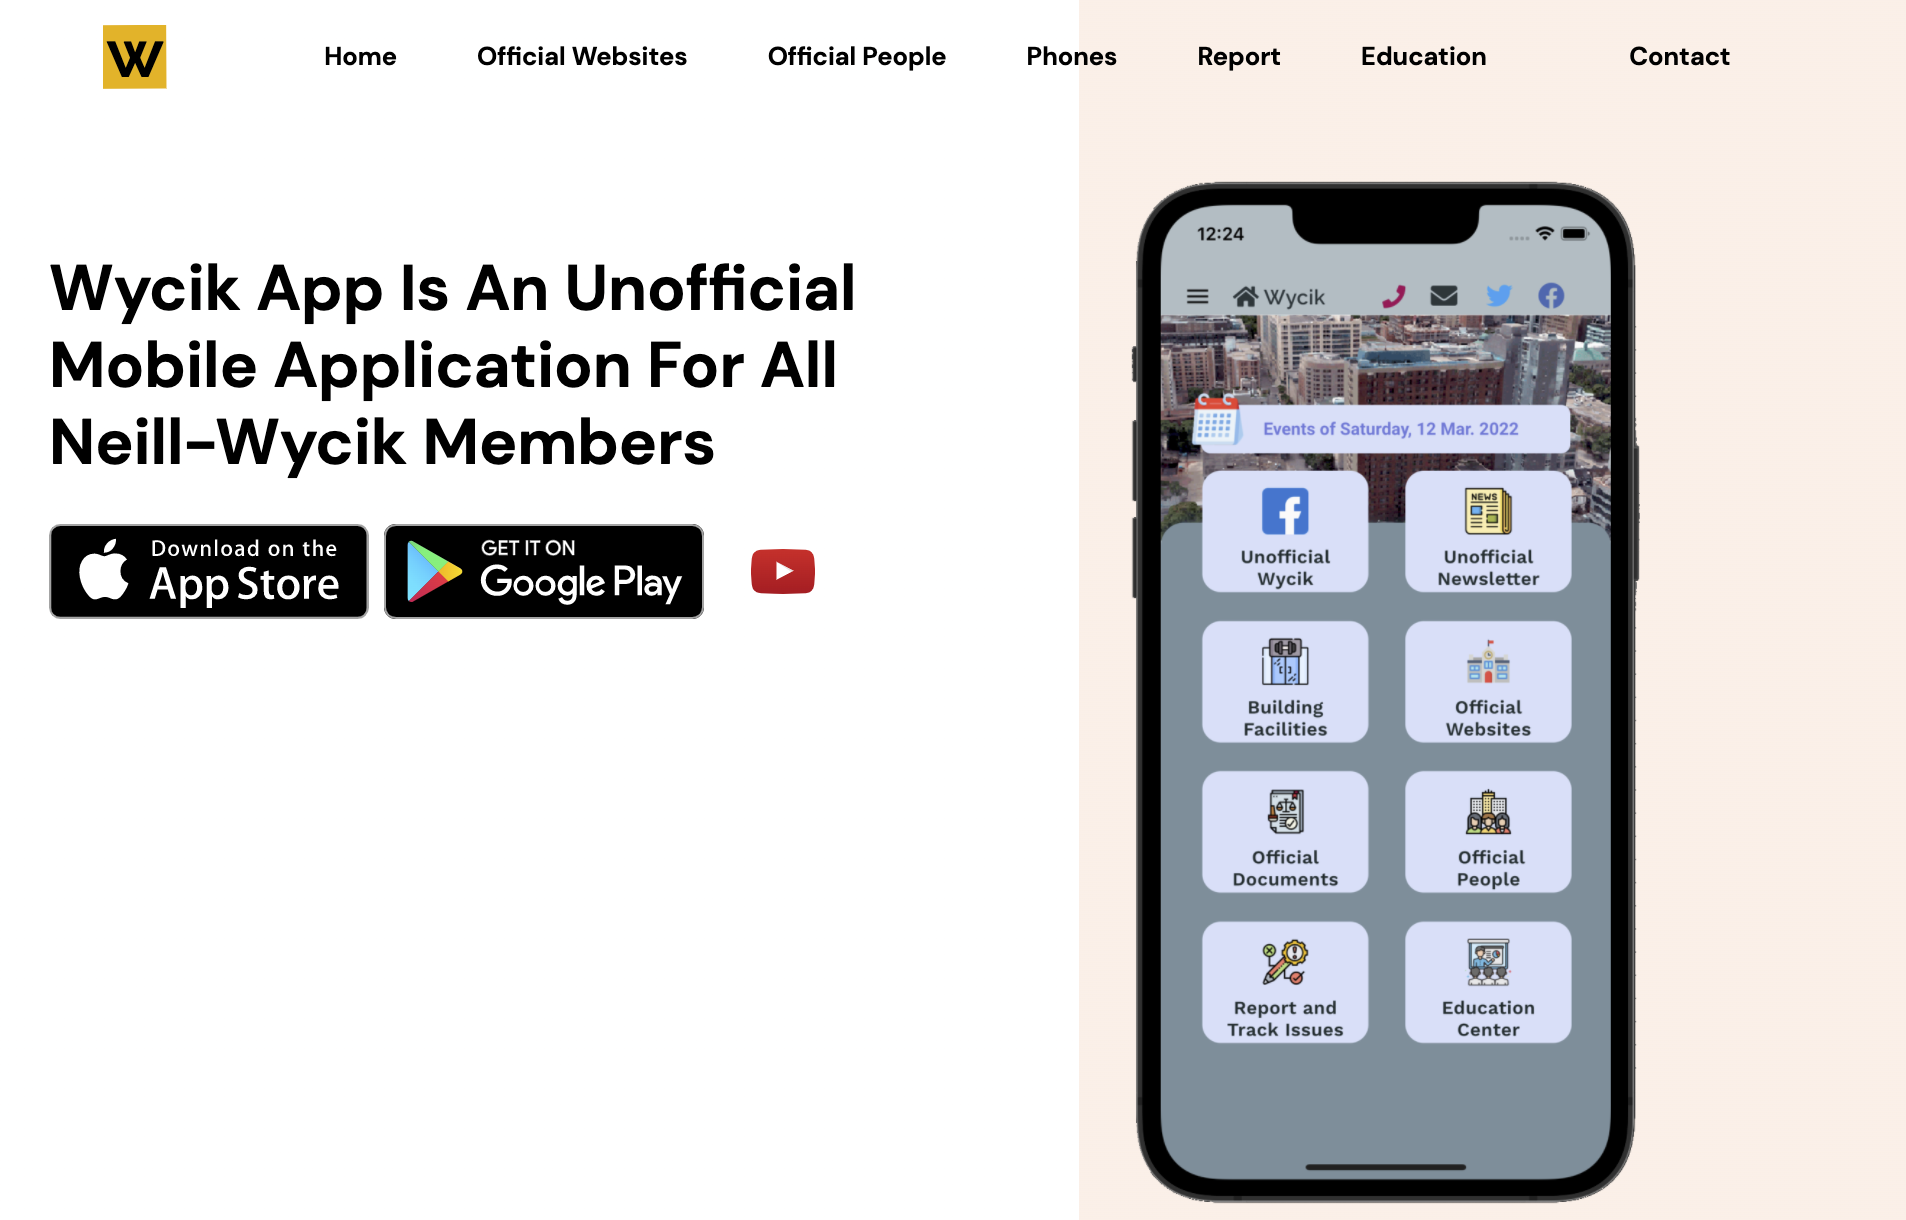 W
Home
Official Websites
Official People
Phones
Report
Education
Contact
Wycik App Is An Unofficial
Mobile Application For All
Neill-Wycik Members
Download on the
App Store
GET IT ON
Google Play
12:24
Wycik
Events of Saturday, 12 Mar. 2022
Unofficial
Wycik
NEWS
Unofficial
Newsletter
Building
Facilities
Official
Websites
Official
Documents
Official
People
Report and
Track Issues
Education
Center